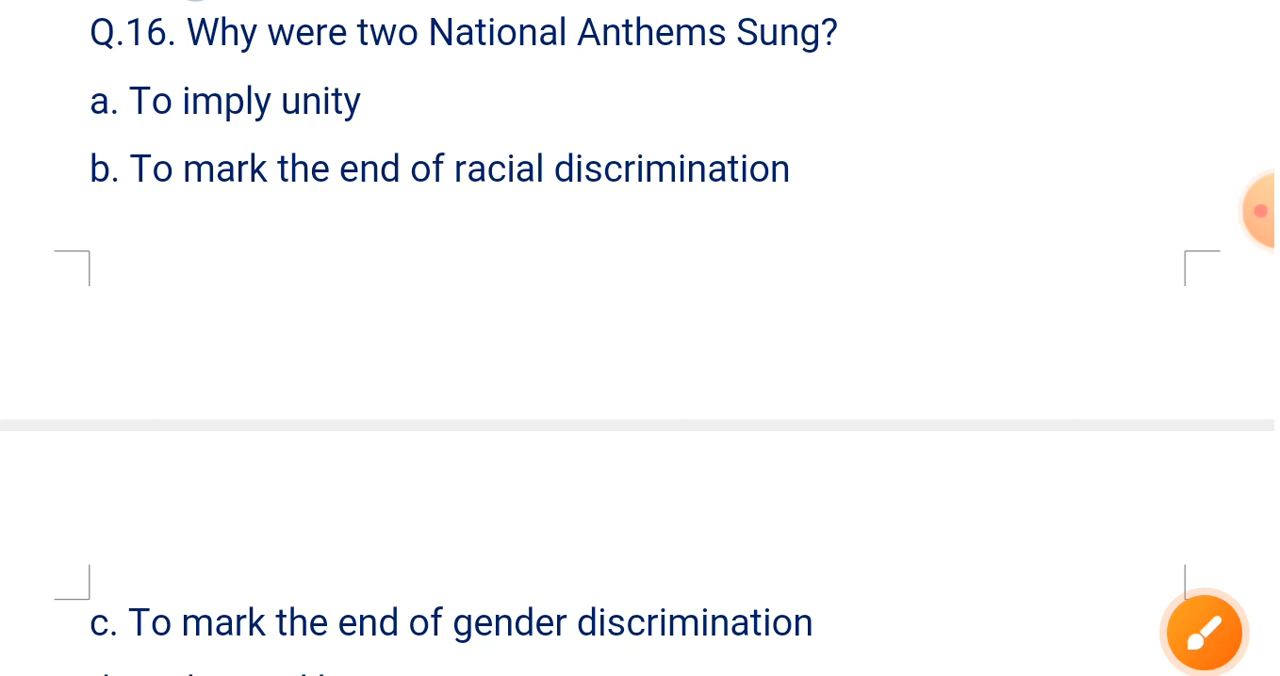 Q.16. Why were two National Anthems Sung?
a. To imply unity
b. To mark the end of racial discrimination
c. To mark the end of gender discrimination